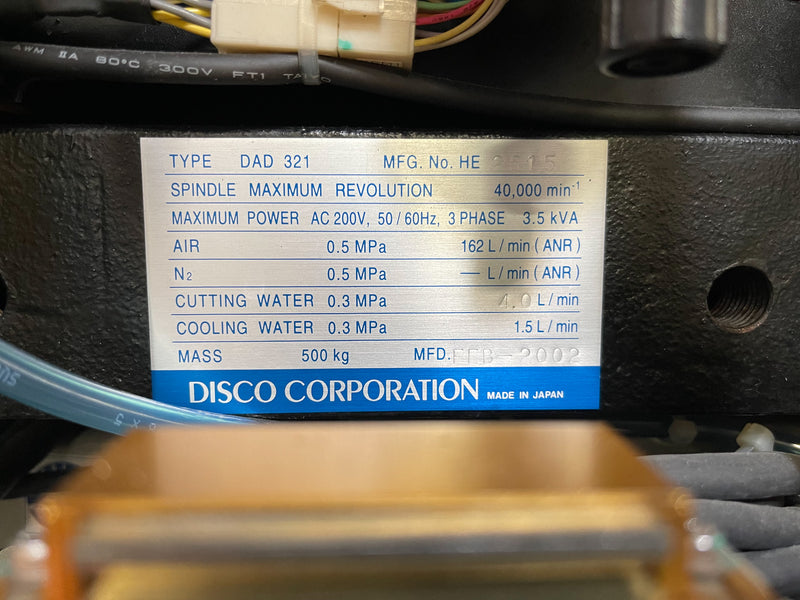 AWM IIA 80°C 300V FT1 TAIYO
TYPE DAD 321 MFG. No. HE
SPINDLE MAXIMUM REVOLUTION 40,000 min-1
MAXIMUM POWER AC 200V, 50 / 60Hz, 3 PHASE 3.5 kVA
AIR 0.5 MPa 162 L / min ( ANR )
N2 0.5 MPa — L / min ( ANR )
CUTTING WATER 0.3 MPa 4.0 L / min
COOLING WATER 0.3 MPa 1.5 L / min
MASS 500 kg MFD. FEB-2002
DISCO CORPORATION MADE IN JAPAN